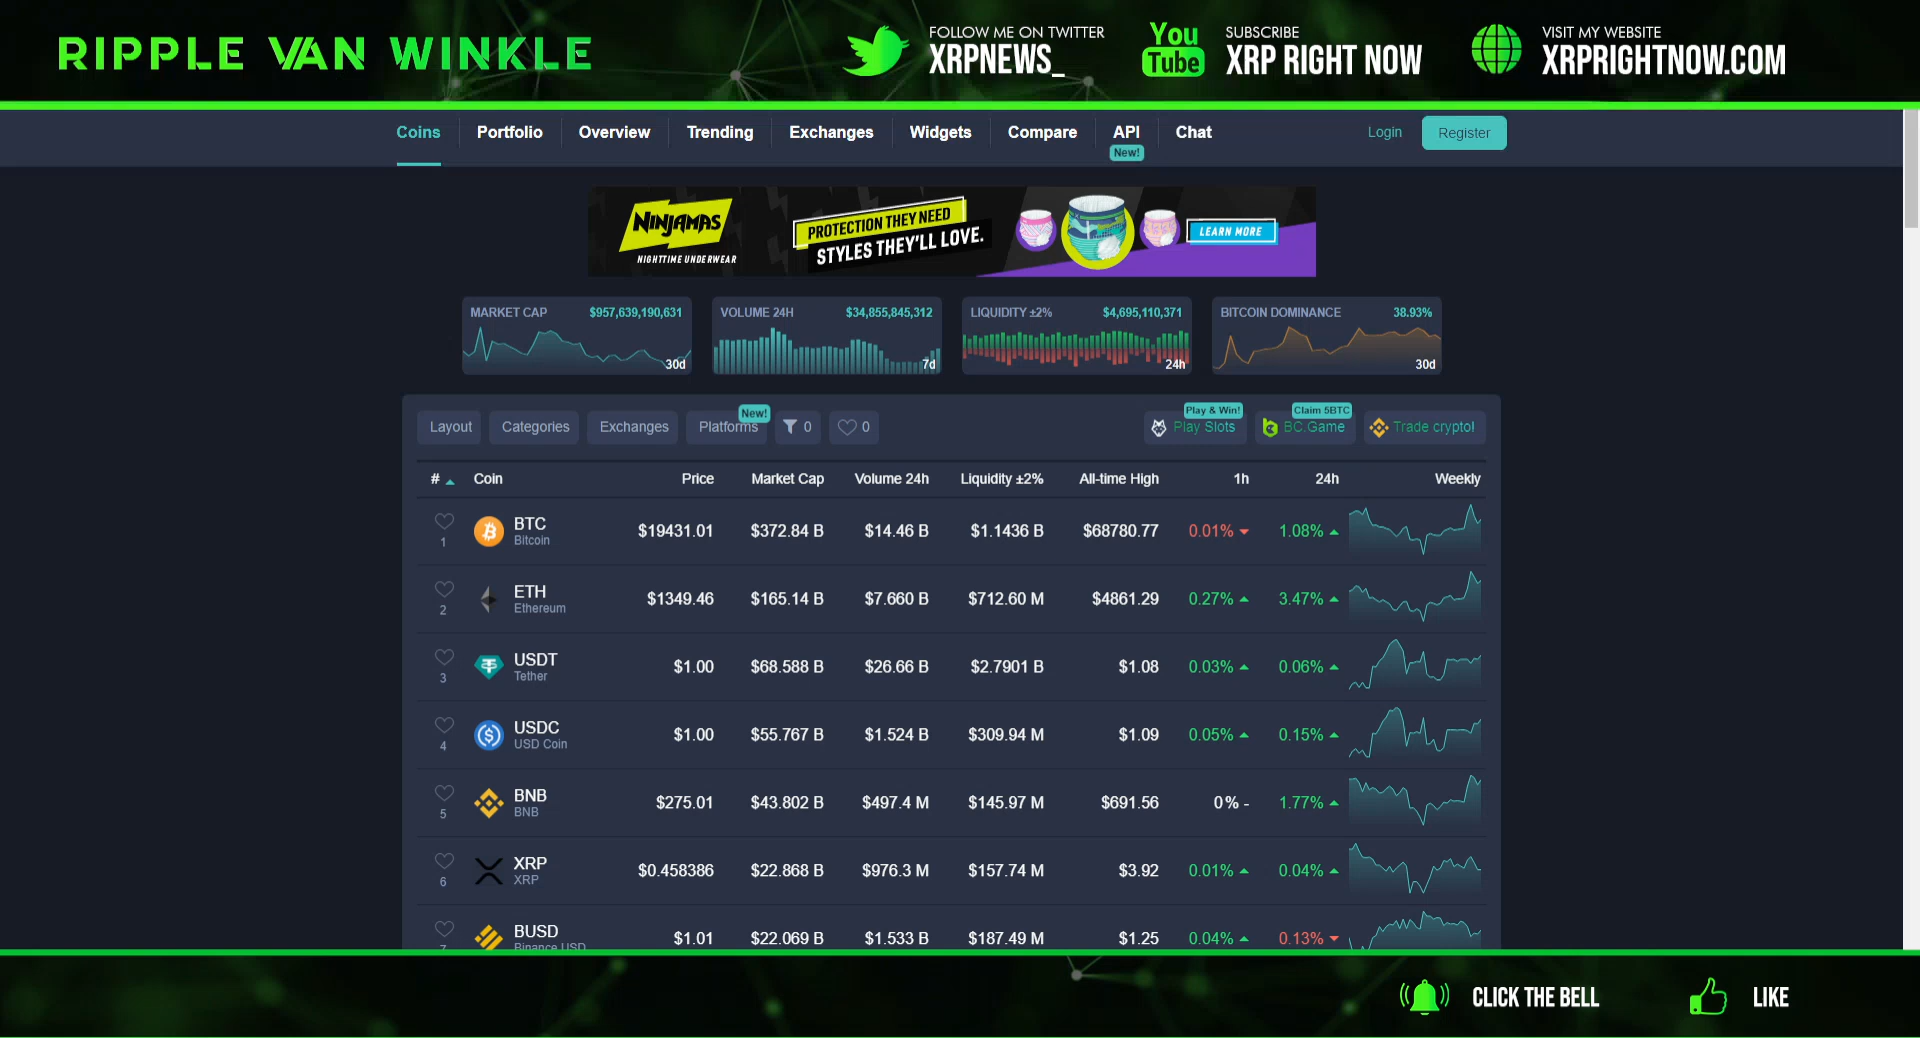 RIPPLE VAN WINKLE
FOLLOW ME ON TWITTER
XRPNEWS_
You
Tube
SUBSCRIBE
XRP RIGHT NOW
VISIT MY WEBSITE
XRPRIGHTNOW.COM
Coins Portfolio Overview Trending Exchanges Widgets Compare API Chat Login Register
New!
NINJAMAS
NIGHTTIME UNDERWEAR
PROTECTION THEY NEED
STYLES THEY'LL LOVE.
LEARN MORE
MARKET CAP $957,639,190,631
30d
VOLUME 24H $34,855,845,312
7d
LIQUIDITY ±2% $4,695,110,371
24h
BITCOIN DOMINANCE 38.93%
30d
New! Play & Win! Claim 5BTC
Layout Categories Exchanges Platforms 0 0 Play Slots BC.Game Trade crypto!
# Coin Price Market Cap Volume 24h Liquidity ±2% All-time High 1h 24h Weekly
1 BTC Bitcoin $19431.01 $372.84 B $14.46 B $1.1436 B $68780.77 0.01% 1.08%
2 ETH Ethereum $1349.46 $165.14 B $7.660 B $712.60 M $4861.29 0.27% 3.47%
3 USDT Tether $1.00 $68.588 B $26.66 B $2.7901 B $1.08 0.03% 0.06%
4 USDC USD Coin $1.00 $55.767 B $1.524 B $309.94 M $1.09 0.05% 0.15%
5 BNB BNB $275.01 $43.802 B $497.4 M $145.97 M $691.56 0% - 1.77%
6 XRP XRP $0.458386 $22.868 B $976.3 M $157.74 M $3.92 0.01% 0.04%
7 BUSD Binance USD $1.01 $22.069 B $1.533 B $187.49 M $1.25 0.04% 0.13%
CLICK THE BELL
LIKE